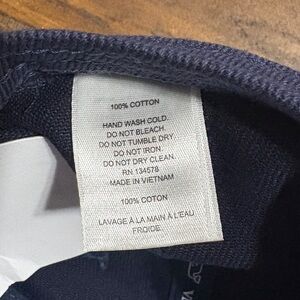 100% COTTON
HAND WASH COLD.
DO NOT BLEACH.
DO NOT TUMBLE DRY
DO NOT IRON.
DO NOT DRY CLEAN.
RN 134578
MADE IN VIETNAM
100% COTON
LAVAGE À LA MAIN À L'EAU
FROIDE.